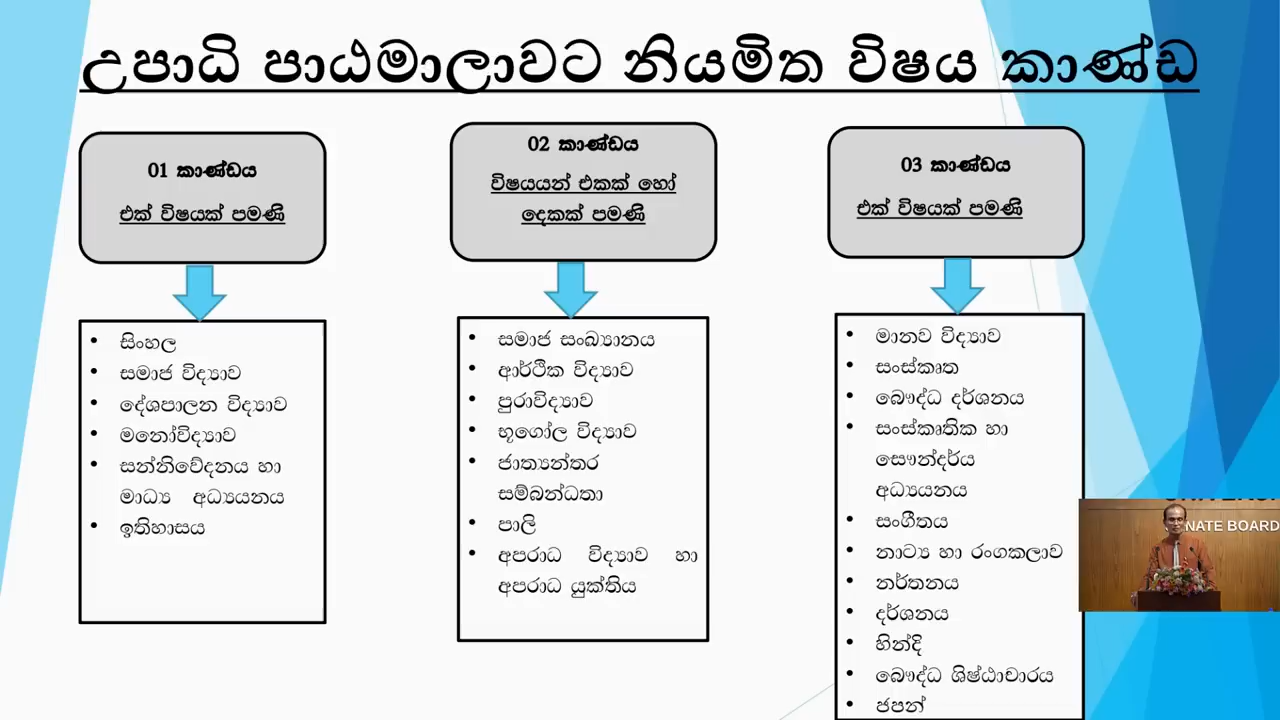 උපාධි පාඨමාලාවට නියමිත විෂය කාණ්ඩ
01 කාණ්ඩය
එක් විෂයක් පමණි
සිංහල
සමාජ විද්‍යාව
දේශපාලන විද්‍යාව
මනෝවිද්‍යාව
සන්නිවේදනය හා
මාධ්‍ය අධ්‍යයනය
ඉතිහාසය
02 කාණ්ඩය
විෂයයන් එකක් හෝ
දෙකක් පමණි
සමාජ සංඛ්‍යානය
ආර්ථික විද්‍යාව
පුරාවිද්‍යාව
භූගෝල විද්‍යාව
ජාත්‍යන්තර
සම්බන්ධතා
පාලි
අපරාධ විද්‍යාව හා
අපරාධ යුක්තිය
03 කාණ්ඩය
එක් විෂයක් පමණි
මානව විද්‍යාව
සංස්කෘත
බෞද්ධ දර්ශනය
සංස්කෘතික හා
සෞන්දර්ය
අධ්‍යයනය
සංගීතය
නාට්‍ය හා රංගකලාව
නර්තනය
දර්ශනය
හින්දි
බෞද්ධ ශිෂ්ඨාචාරය
ජපන්
NATE BOARD